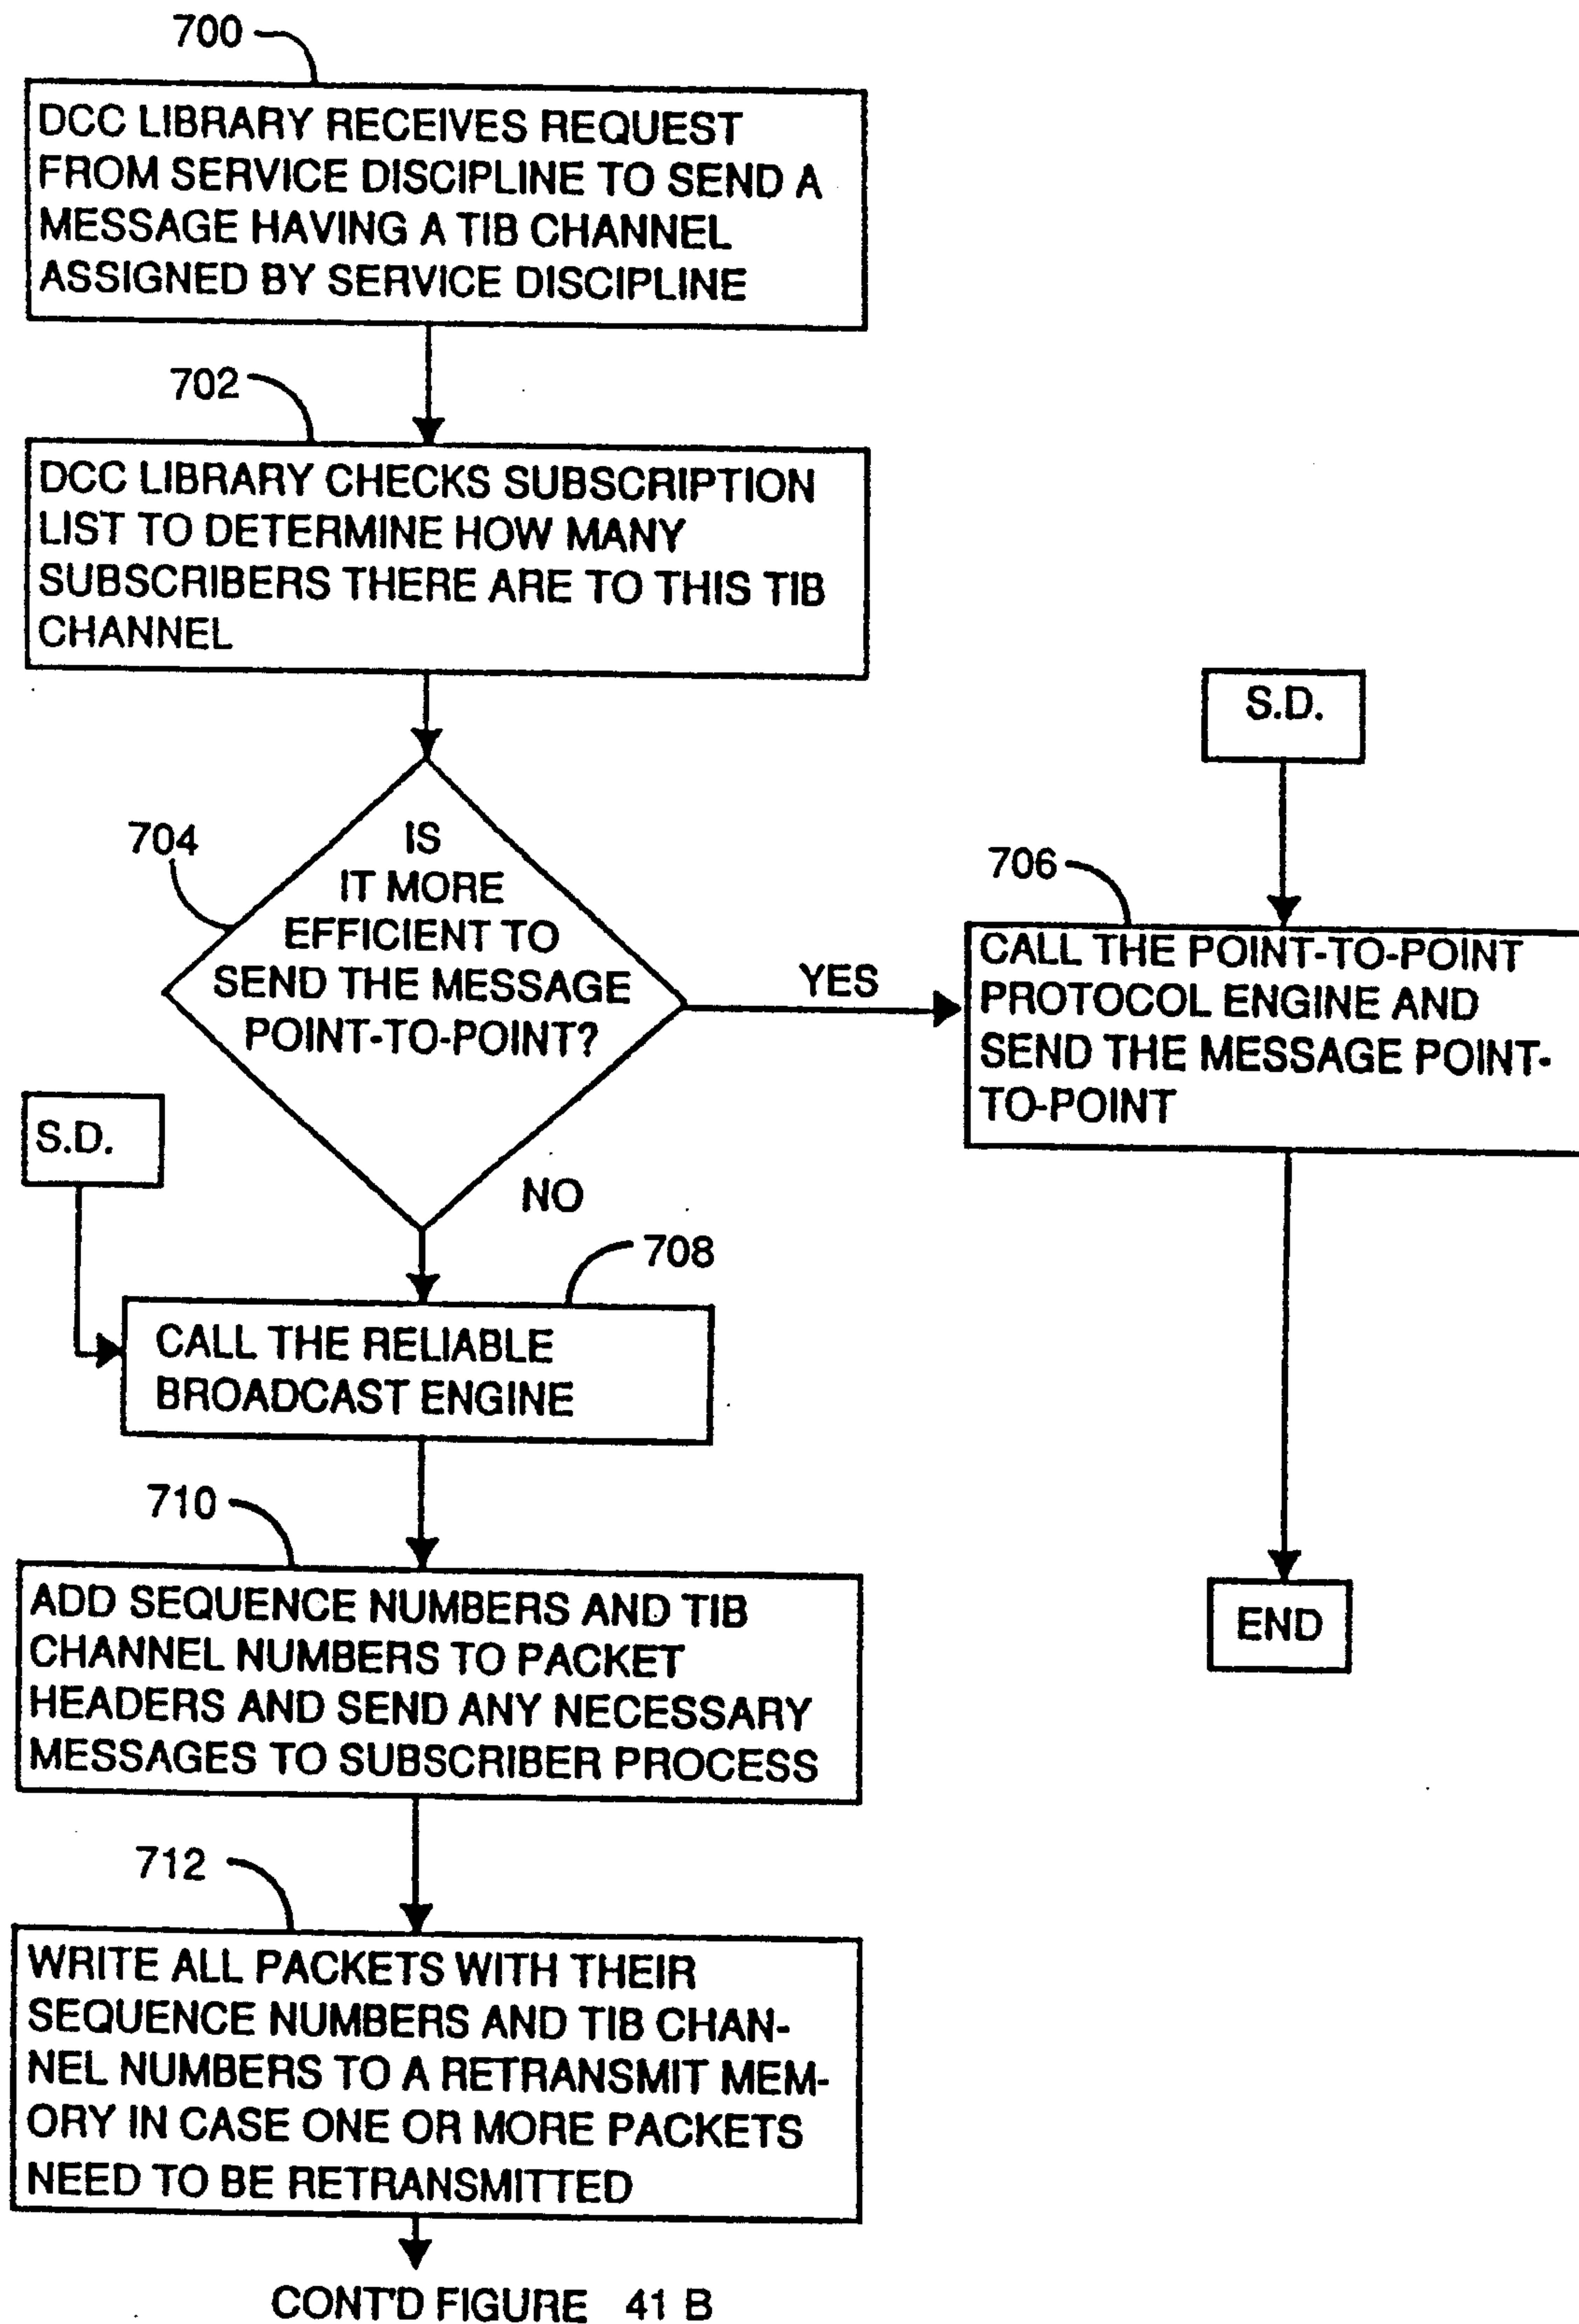 700
DCC LIBRARY RECEIVES REQUEST
FROM SERVICE DISCIPLINE TO SEND A
MESSAGE HAVING A TIB CHANNEL
ASSIGNED BY SERVICE DISCIPLINE
702
DCC LIBRARY CHECKS SUBSCRIPTION
LIST TO DETERMINE HOW MANY
SUBSCRIBERS THERE ARE TO THIS TIB
CHANNEL
704
IS
IT MORE
EFFICIENT TO
SEND THE MESSAGE
POINT-TO-POINT?
YES
S.D.
706
CALL THE POINT-TO-POINT
PROTOCOL ENGINE AND
SEND THE MESSAGE POINT-
TO-POINT
END
NO
S.D.
708
CALL THE RELIABLE
BROADCAST ENGINE
710
ADD SEQUENCE NUMBERS AND TIB
CHANNEL NUMBERS TO PACKET
HEADERS AND SEND ANY NECESSARY
MESSAGES TO SUBSCRIBER PROCESS
712
WRITE ALL PACKETS WITH THEIR
SEQUENCE NUMBERS AND TIB CHAN-
NEL NUMBERS TO A RETRANSMIT MEM-
ORY IN CASE ONE OR MORE PACKETS
NEED TO BE RETRANSMITTED
CONT'D FIGURE 41 B